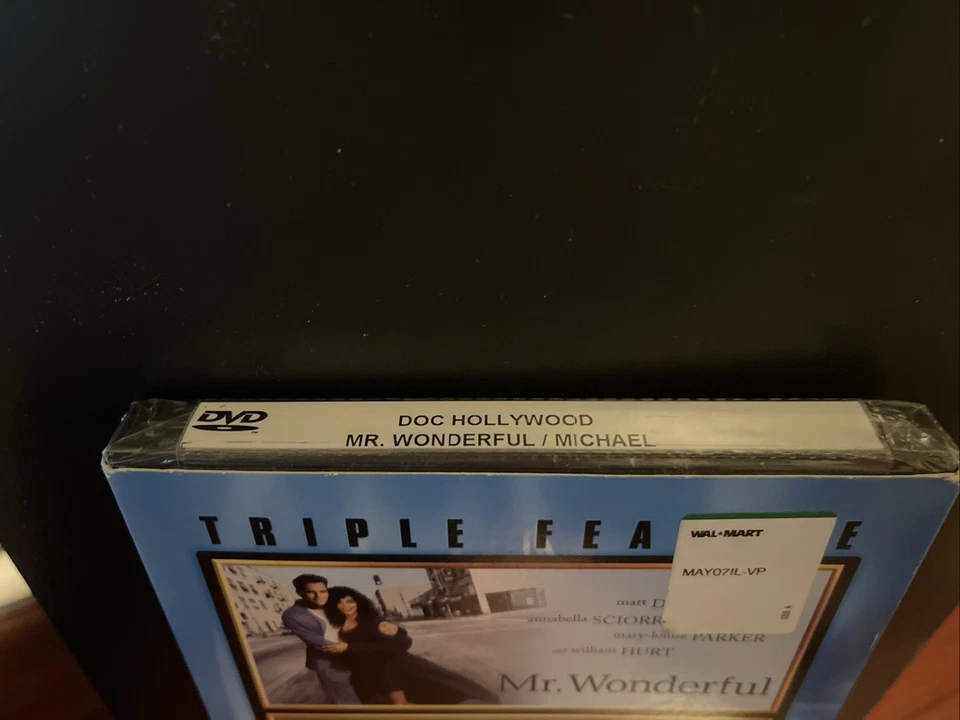 DVD
DOC HOLLYWOOD
MR. WONDERFUL / MICHAEL
TRIPLE FEA E
WAL★MART
MAY07IL-VP
matt D
annabella SCIORR
mary-louise PARKER
and william HURT
Mr. Wonderful